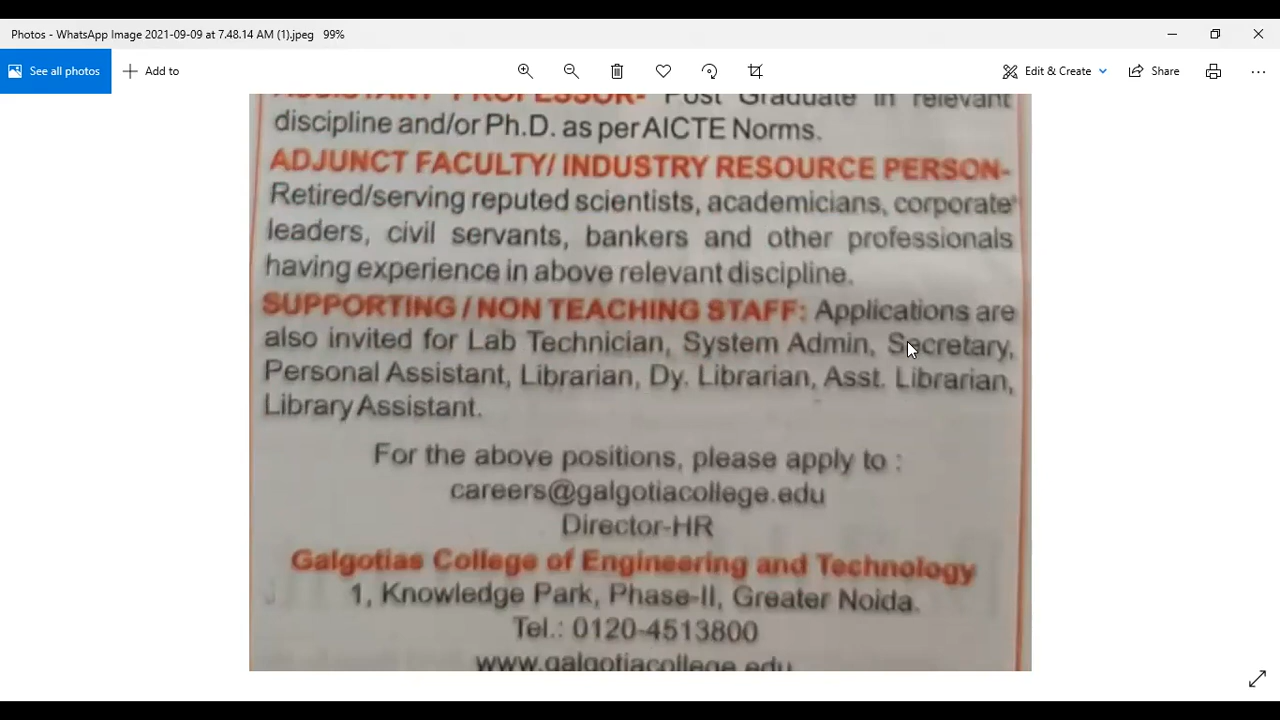 Photos - WhatsApp Image 2021-09-09 at 7.48.14 AM (1).jpeg 99%
See all photos
Add to
Edit & Create
Share
ASSISTANT PROFESSOR- Post Graduate in relevant
discipline and/or Ph.D. as per AICTE Norms.
ADJUNCT FACULTY/ INDUSTRY RESOURCE PERSON-
Retired/serving reputed scientists, academicians, corporate
leaders, civil servants, bankers and other professionals
having experience in above relevant discipline.
SUPPORTING / NON TEACHING STAFF: Applications are
also invited for Lab Technician, System Admin, Secretary,
Personal Assistant, Librarian, Dy. Librarian, Asst. Librarian,
Library Assistant.
For the above positions, please apply to :
careers@galgotiacollege.edu
Director-HR
Galgotias College of Engineering and Technology
1, Knowledge Park, Phase-II, Greater Noida.
Tel.: 0120-4513800
www.galgotiacollege.edu